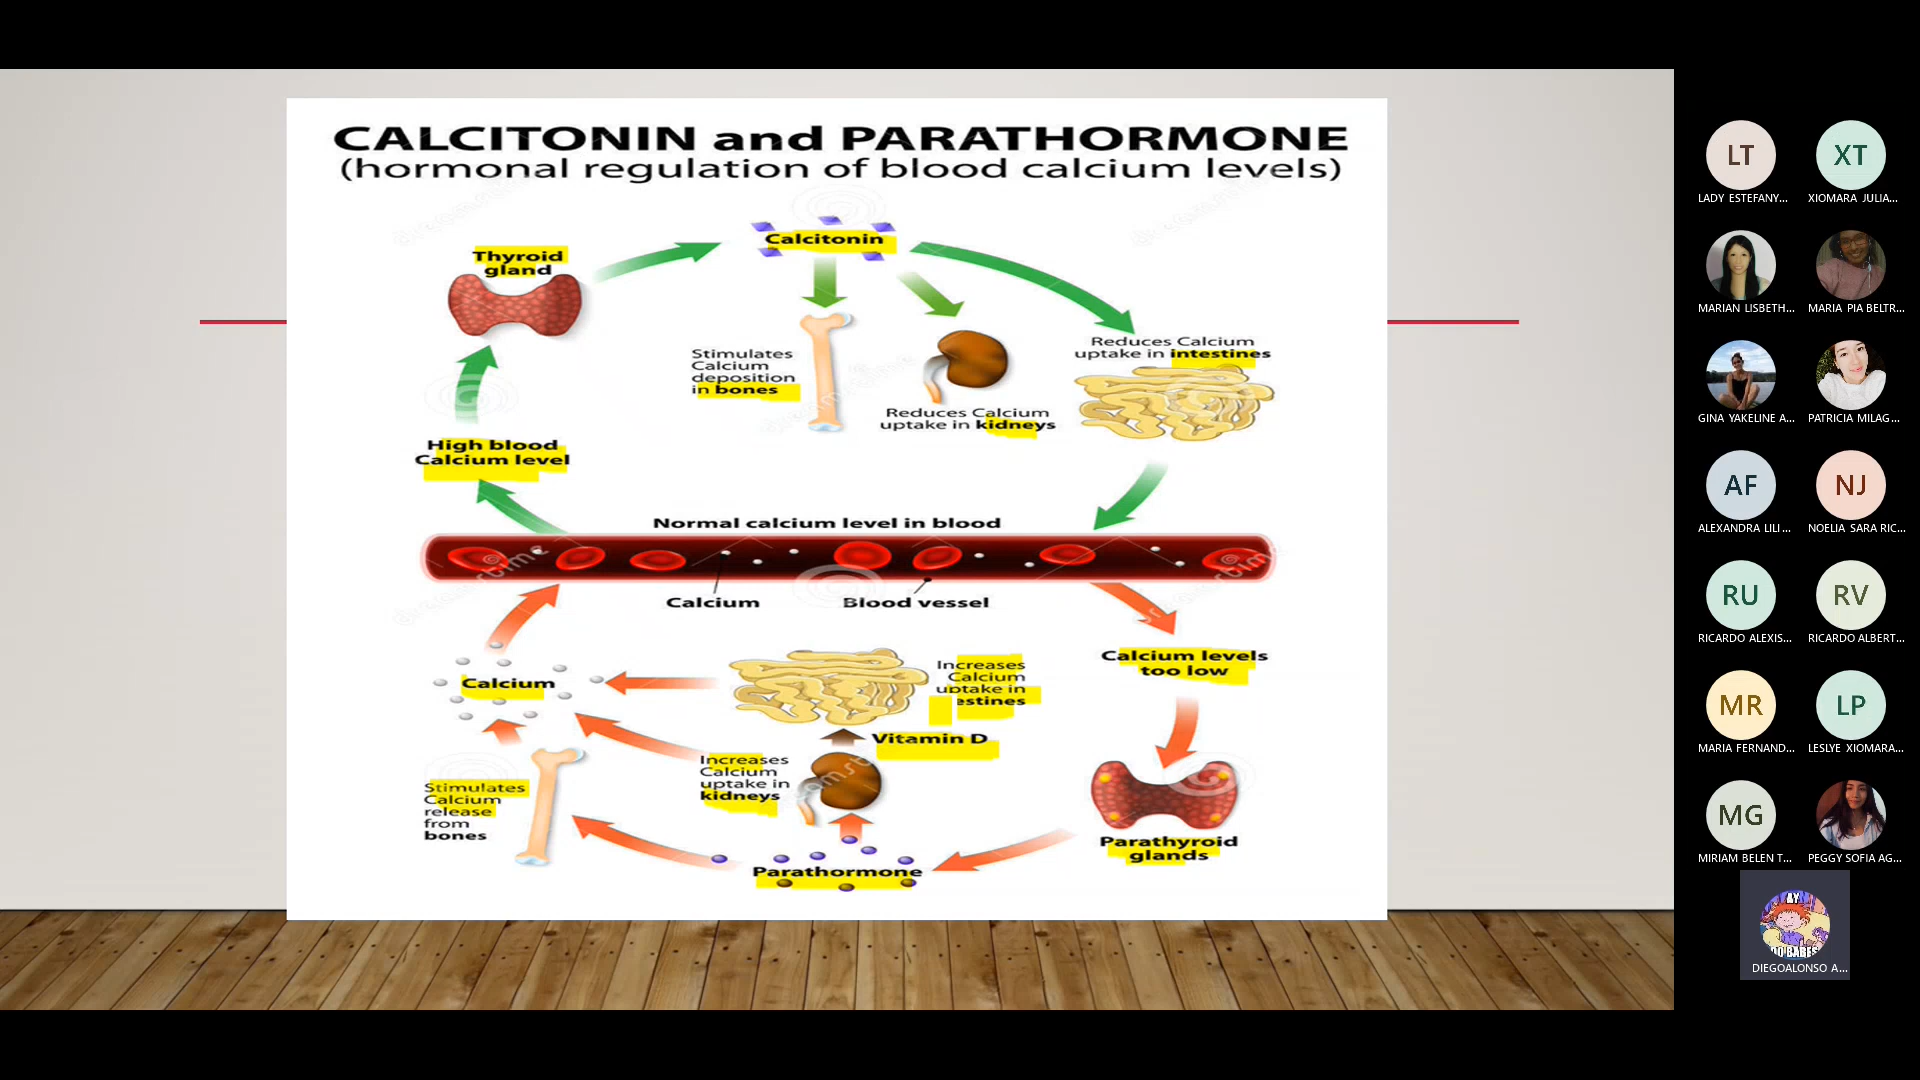 CALCITONIN and PARATHORMONE
(hormonal regulation of blood calcium levels)
Calcitonin
Thyroid
gland
Stimulates
Calcium
deposition
in bones
Reduces Calcium
uptake in kidneys
Reduces Calcium
uptake in intestines
High blood
Calcium level
Normal calcium level in blood
Calcium
Blood vessel
Calcium levels
too low
Increases
Calcium
uptake in
estines
Calcium
Vitamin D
Increases
Calcium
uptake in
kidneys
Stimulates
Calcium
release
from
bones
Parathyroid
glands
Parathormone
LT
XT
LADY ESTEFANY...
XIOMARA JULIA...
MARIAN LISBETH...
MARIA PIA BELTR...
GINA YAKELINE A...
PATRICIA MILAG...
AF
NJ
ALEXANDRA LILI...
NOELIA SARA RIC...
RU
RV
RICARDO ALEXIS...
RICARDO ALBERT...
MR
LP
MARIA FERNAND...
LESLYE XIOMARA...
MG
MIRIAM BELEN T...
PEGGY SOFIA AG...
AY
DIEGOALONSO A...